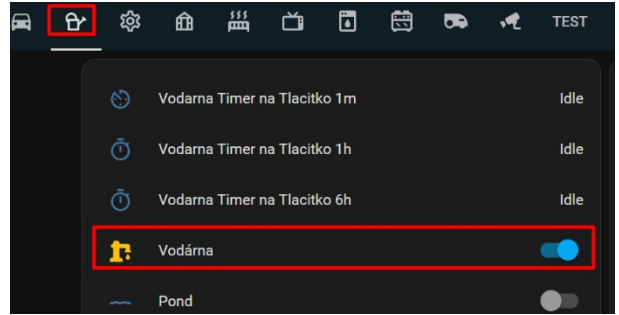 TEST
Vodarna Timer na Tlacitko 1m Idle
Vodarna Timer na Tlacitko 1h Idle
Vodarna Timer na Tlacitko 6h Idle
Vodárna
Pond